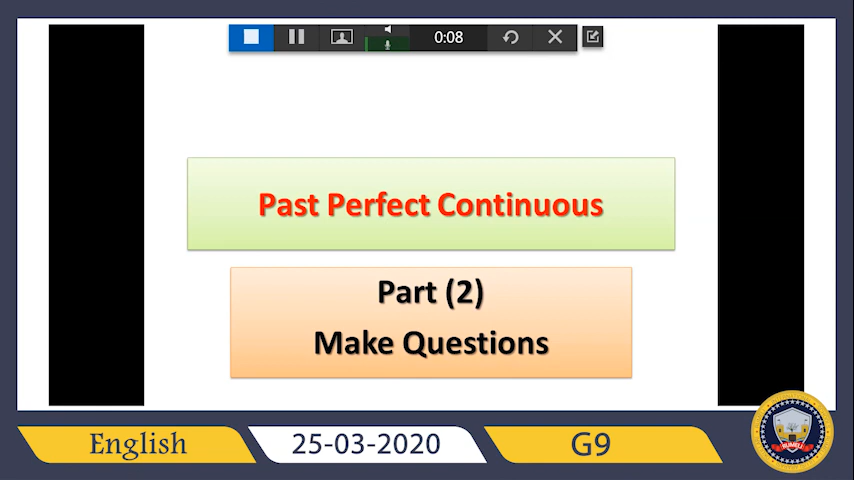 0:08
Past Perfect Continuous
Part (2)
Make Questions
English
25-03-2020
G9